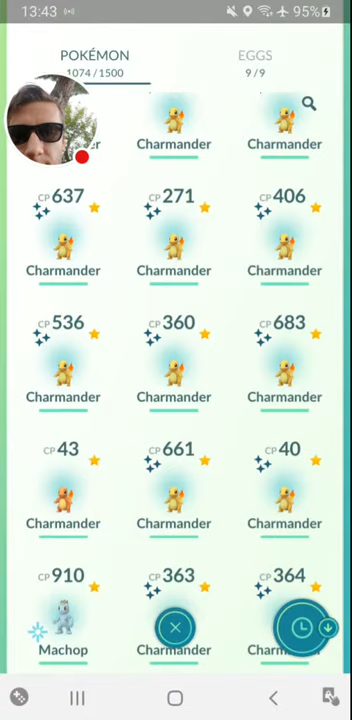 13:43 95%
POKÉMON EGGS
1074 / 1500 9 / 9
Charmander Charmander
CP 637 CP 271 CP 406
Charmander Charmander Charmander
CP 536 CP 360 CP 683
Charmander Charmander Charmander
CP 43 CP 661 CP 40
Charmander Charmander Charmander
CP 910 CP 363 CP 364
Machop Charmander